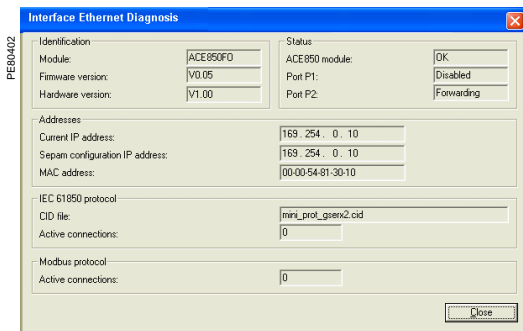 Interface Ethernet Diagnosis
PE80402
Identification
Module: ACE850FO
Firmware version: V0.05
Hardware version: V1.00
Status
ACE850 module: OK
Port P1: Disabled
Port P2: Forwarding
Addresses
Current IP address: 169 . 254 . 0 . 10
Sepam configuration IP address: 169 . 254 . 0 . 10
MAC address: 00-00-54-81-30-10
IEC 61850 protocol
CID file: mini_prot_gserx2.cid
Active connections: 0
Modbus protocol
Active connections: 0
Close